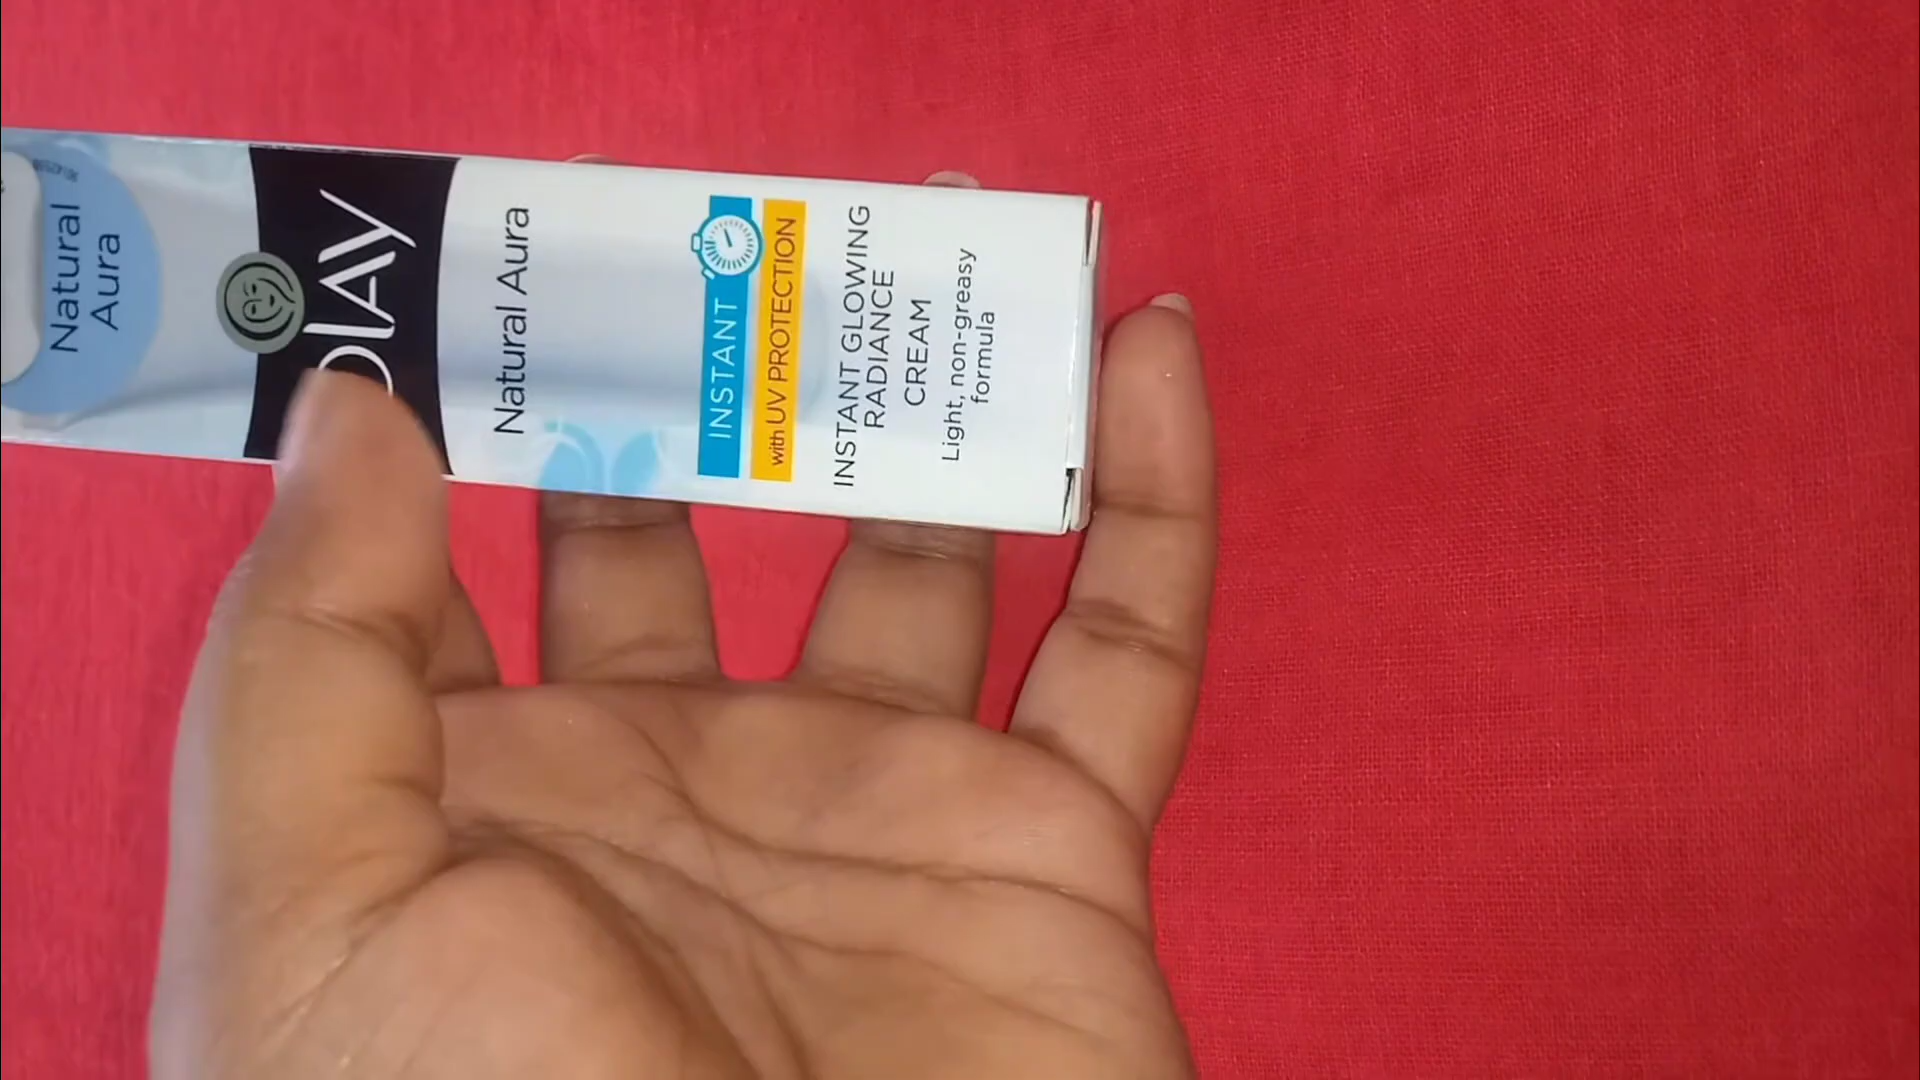 Natural
Aura
OLAY
Natural Aura
INSTANT
with UV PROTECTION
INSTANT GLOWING
RADIANCE
CREAM
Light, non-greasy
formula